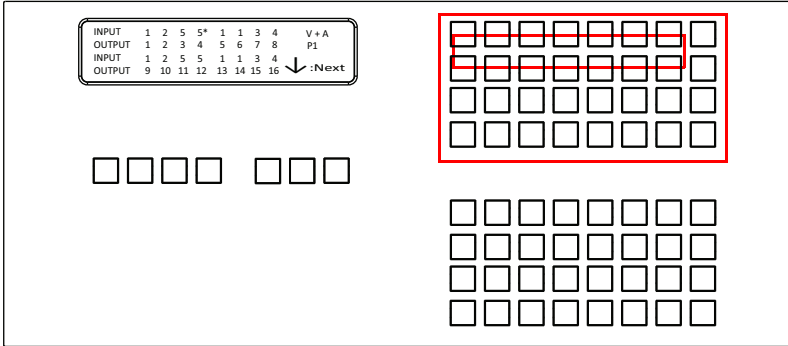 INPUT 1 2 5 5* 1 1 3 4 V + A
OUTPUT 1 2 3 4 5 6 7 8 P1
INPUT 1 2 5 5 1 1 3 4
OUTPUT 9 10 11 12 13 14 15 16 :Next